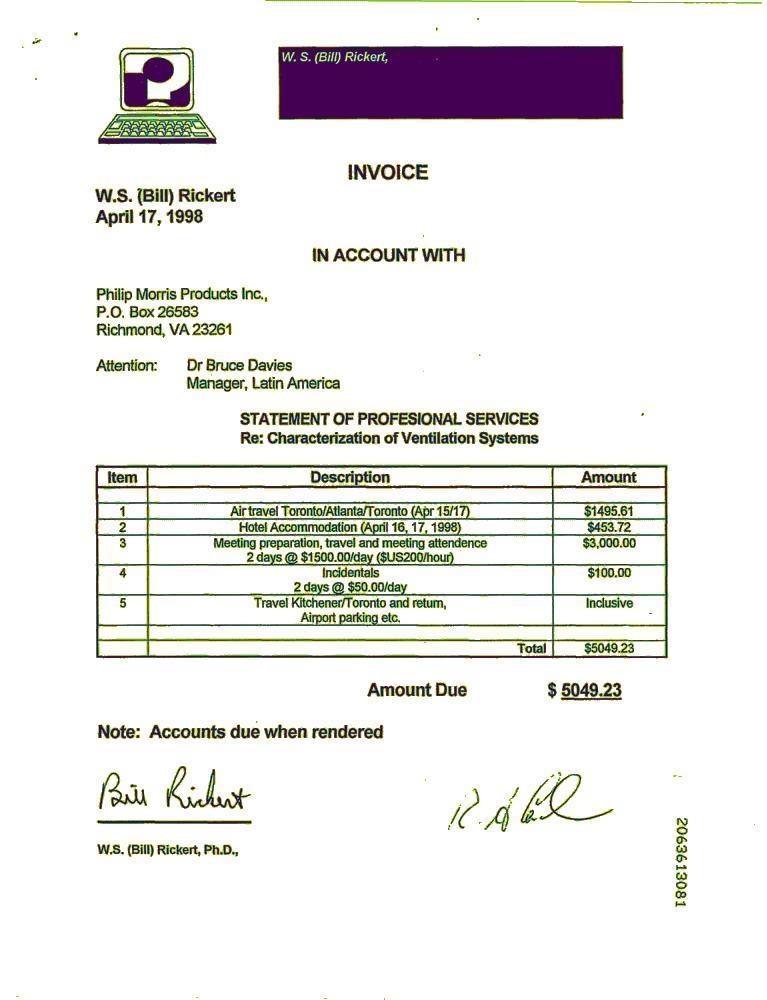 W. S. (Bill) Rickert,
INVOICE
W.S. (Bill) Rickert
April 17, 1998
IN ACCOUNT WITH
Philip Morris Products Inc.,
P.O. Box 26583
Richmond, VA 23261
Attention: Dr Bruce Davies
Manager, Latin America
STATEMENT OF PROFESIONAL SERVICES
Re: Characterization of Ventilation Systems
Item Description Amount
1 Air travel Toronto/Atlanta/Toronto (Apr 15/17) $1495.61
2 Hotel Accommodation (April 16, 17, 1998) $453.72
3 Meeting preparation, travel and meeting attendence $3,000.00
2 days @ $1500.00/day ($US200/hour)
4 Incidentals $100.00
2 days @ $50.00/day
5 Travel Kitchener/Toronto and return, Inclusive
Airport parking etc.
Total $5049.23
Amount Due $ 5049.23
Note: Accounts due when rendered
Bill Rickert
W.S. (Bill) Rickert, Ph.D.,
2063613081